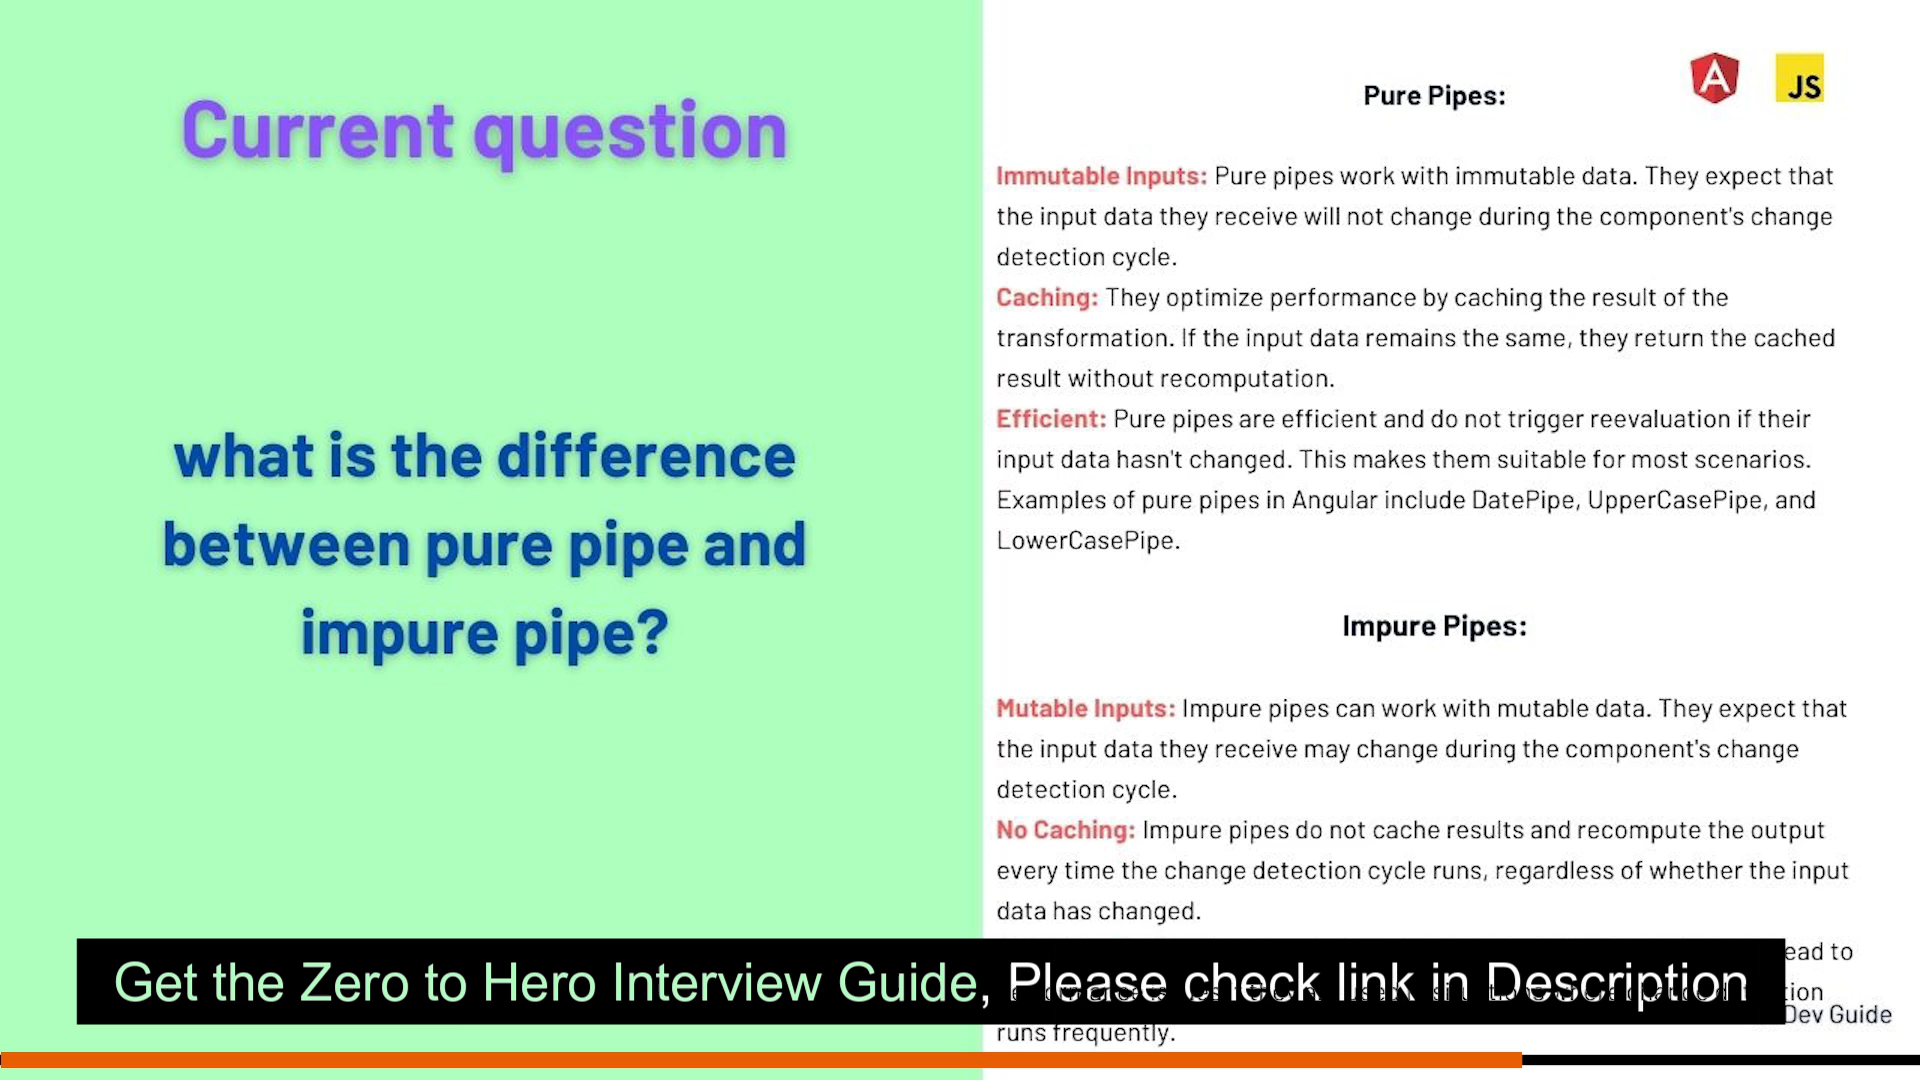 Current question
what is the difference
between pure pipe and
impure pipe?
A
JS
Pure Pipes:
Immutable Inputs: Pure pipes work with immutable data. They expect that
the input data they receive will not change during the component's change
detection cycle.
Caching: They optimize performance by caching the result of the
transformation. If the input data remains the same, they return the cached
result without recomputation.
Efficient: Pure pipes are efficient and do not trigger reevaluation if their
input data hasn't changed. This makes them suitable for most scenarios.
Examples of pure pipes in Angular include DatePipe, UpperCasePipe, and
LowerCasePipe.
Impure Pipes:
Mutable Inputs: Impure pipes can work with mutable data. They expect that
the input data they receive may change during the component's change
detection cycle.
No Caching: Impure pipes do not cache results and recompute the output
every time the change detection cycle runs, regardless of whether the input
data has changed.
to
runs frequently.
Get the Zero to Hero Interview Guide, Please check link in Description
Dev Guide